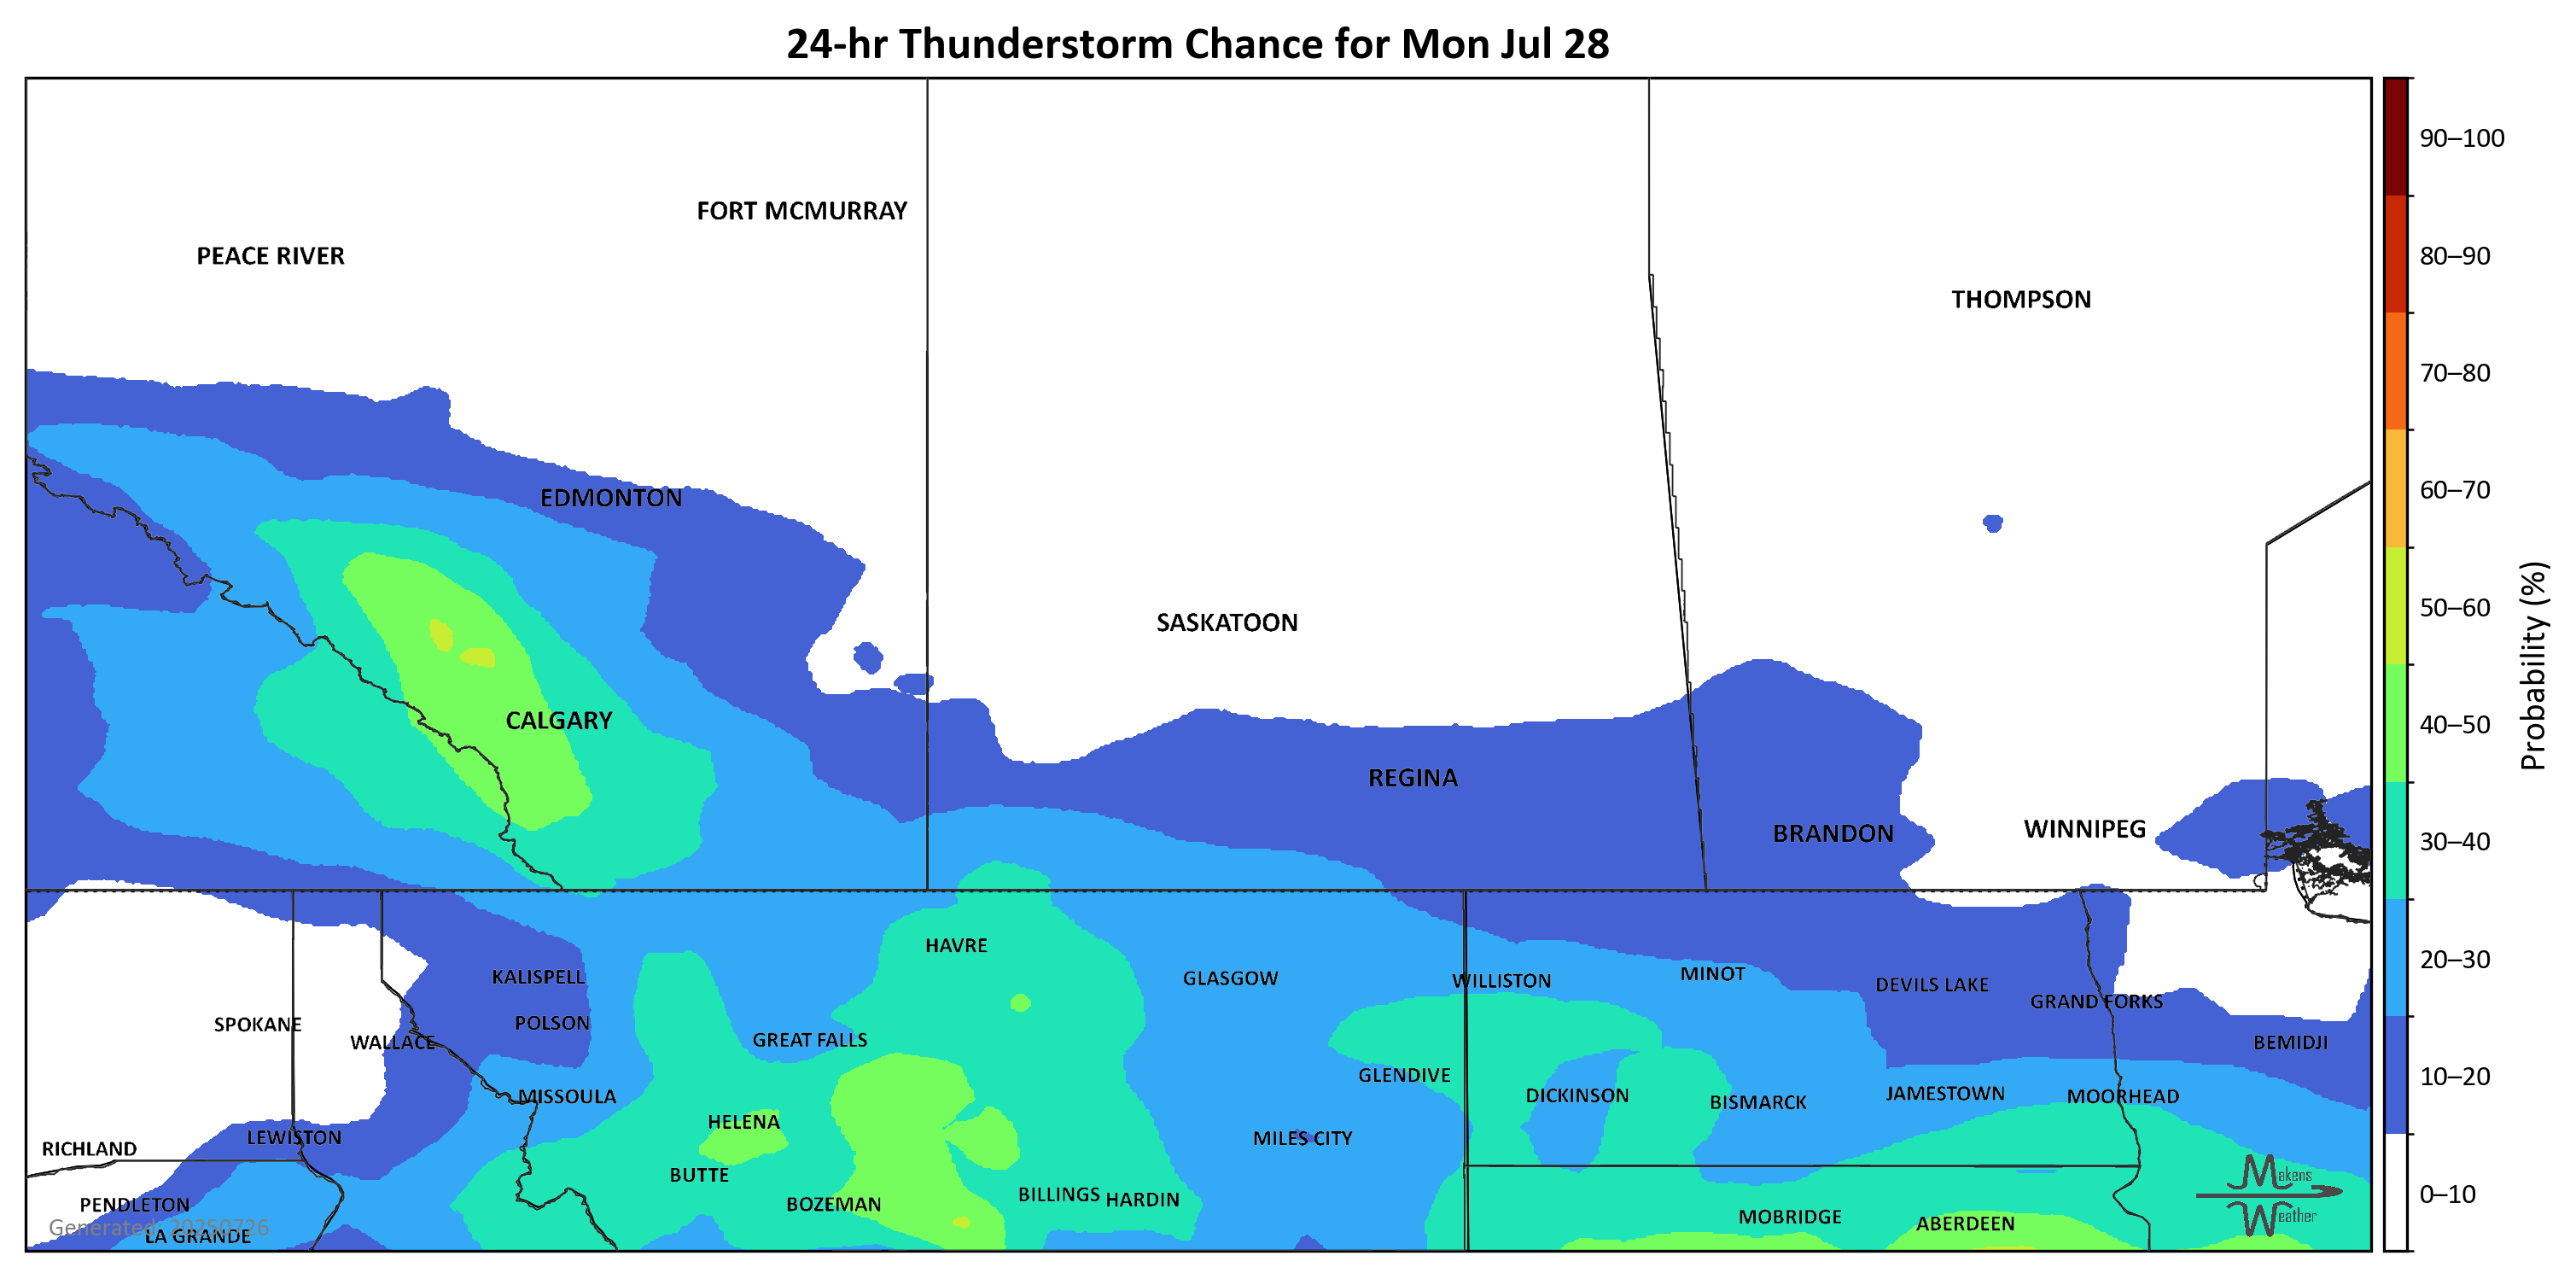 24-hr Thunderstorm Chance for Mon Jul 28
90–100
FORT MCMURRAY
PEACE RIVER
80–90
THOMPSON
70–80
EDMONTON
60–70
SASKATOON
50–60
Probability (%)
CALGARY
40–50
REGINA
BRANDON
WINNIPEG
30–40
HAVRE
KALISPELL
GLASGOW
WILLISTON
MINOT
DEVILS LAKE
20–30
GRAND FORKS
SPOKANE
POLSON
WALLACE
GREAT FALLS
BEMIDJI
GLENDIVE
10–20
MISSOULA
DICKINSON
BISMARCK
JAMESTOWN
MOORHEAD
HELENA
LEWISTON
MILES CITY
RICHLAND
BUTTE
Makens
Weather
BILLINGS
HARDIN
0–10
PENDLETON
BOZEMAN
MOBRIDGE
ABERDEEN
Generated: 20250726
LA GRANDE